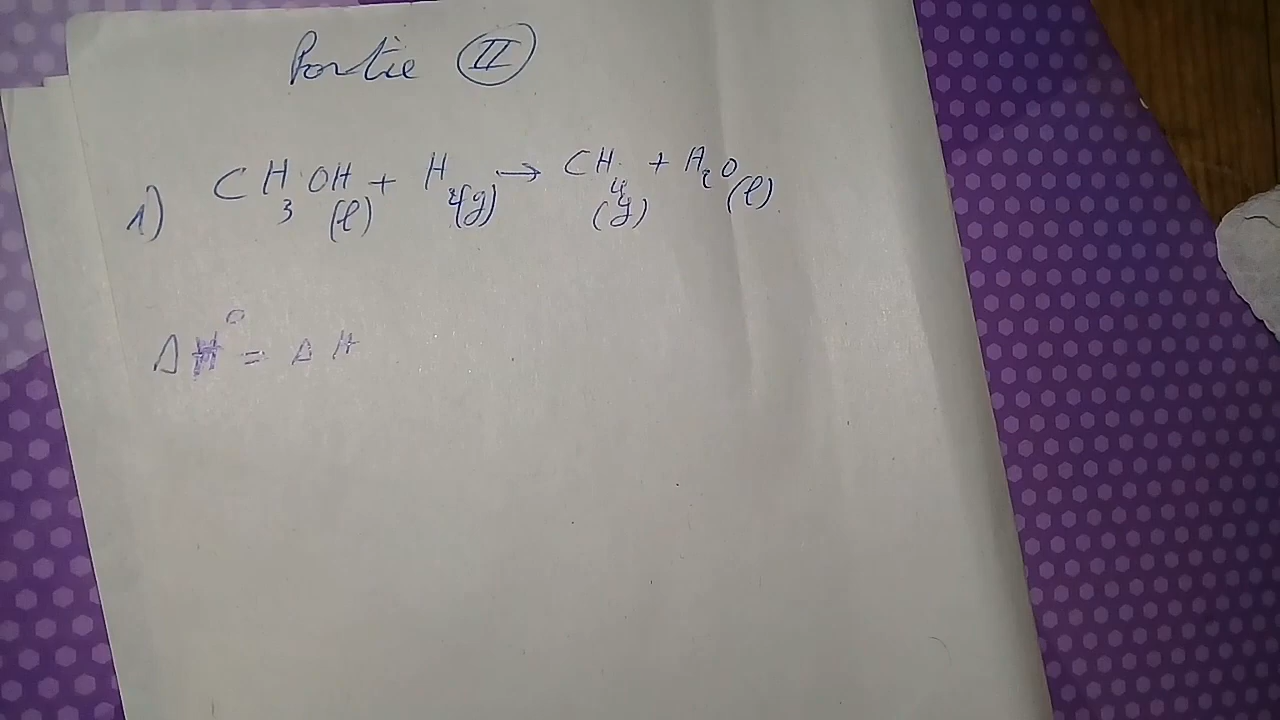 Partie II
1) CH3OH(l) + H2(g) → CH4(g) + H2O(l)
ΔH° = ΔH